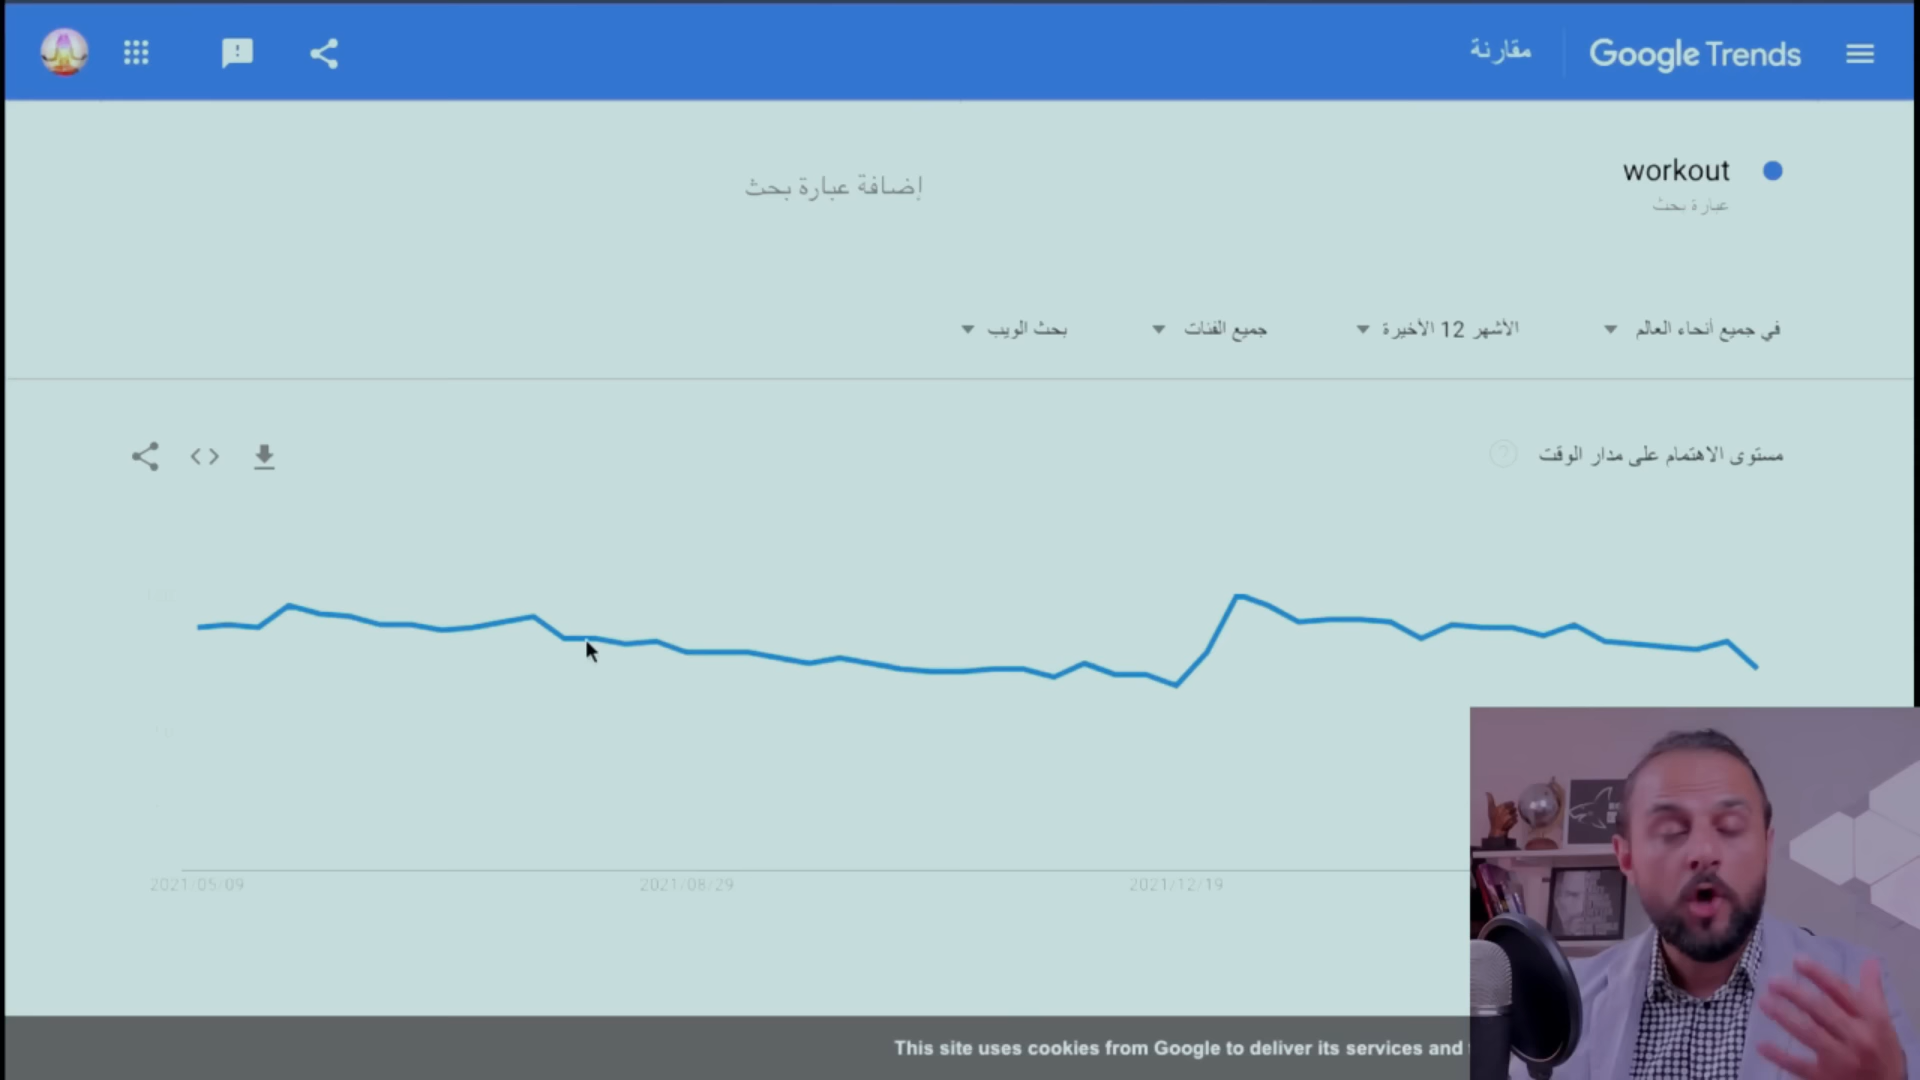 Google Trends
مقارنة
workout
عبارة بحث
إضافة عبارة بحث
في جميع أنحاء العالم
الأشهر 12 الأخيرة
جميع الفئات
بحث الويب
مستوى الاهتمام على مدار الوقت
2021/05/09
2021/08/29
2021/12/19
This site uses cookies from Google to deliver its services and